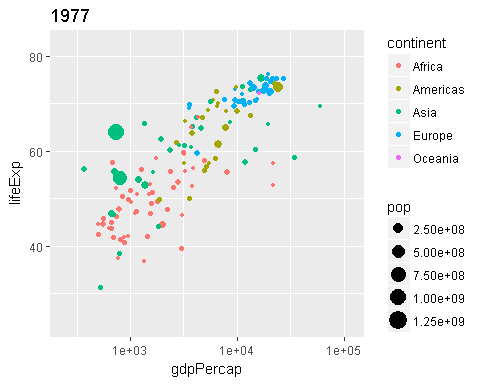 1977
80
60
40
lifeExp
1e+03
1e+04
1e+05
gdpPercap
continent
Africa
Americas
Asia
Europe
Oceania
pop
2.50e+08
5.00e+08
7.50e+08
1.00e+09
1.25e+09